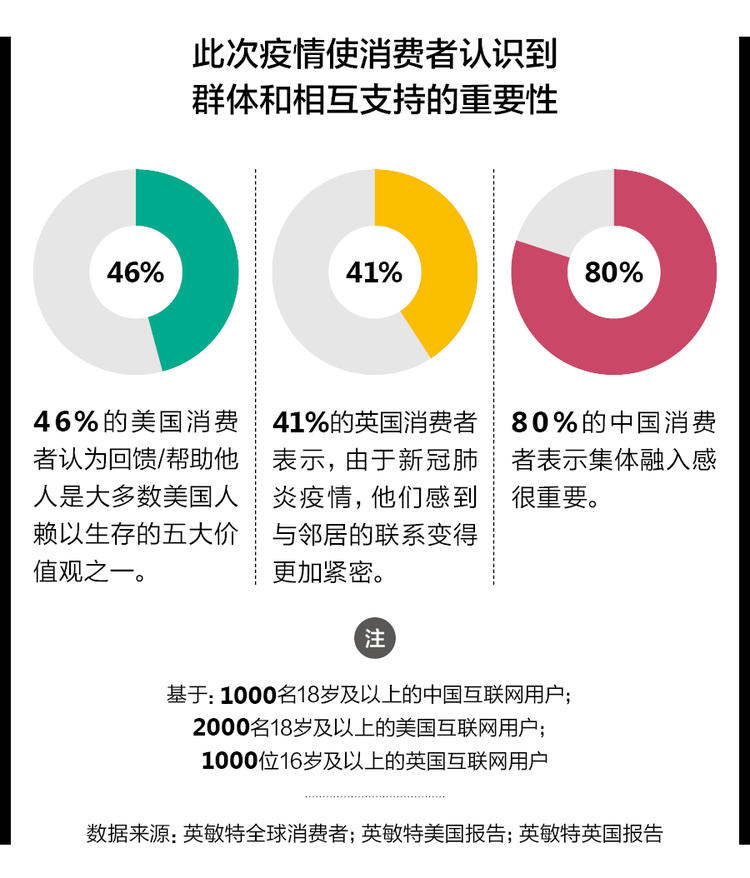 此次疫情使消费者认识到
群体和相互支持的重要性
46%
41%
80%
46%的美国消费
者认为回馈/帮助他
人是大多数美国人
赖以生存的五大价
值观之一。
41%的英国消费者
表示，由于新冠肺
炎疫情，他们感到
与邻居的联系变得
更加紧密。
80%的中国消费
者表示集体融入感
很重要。
注
基于：1000名18岁及以上的中国互联网用户；
2000名18岁及以上的美国互联网用户；
1000位16岁及以上的英国互联网用户
数据来源：英敏特全球消费者；英敏特美国报告；英敏特英国报告